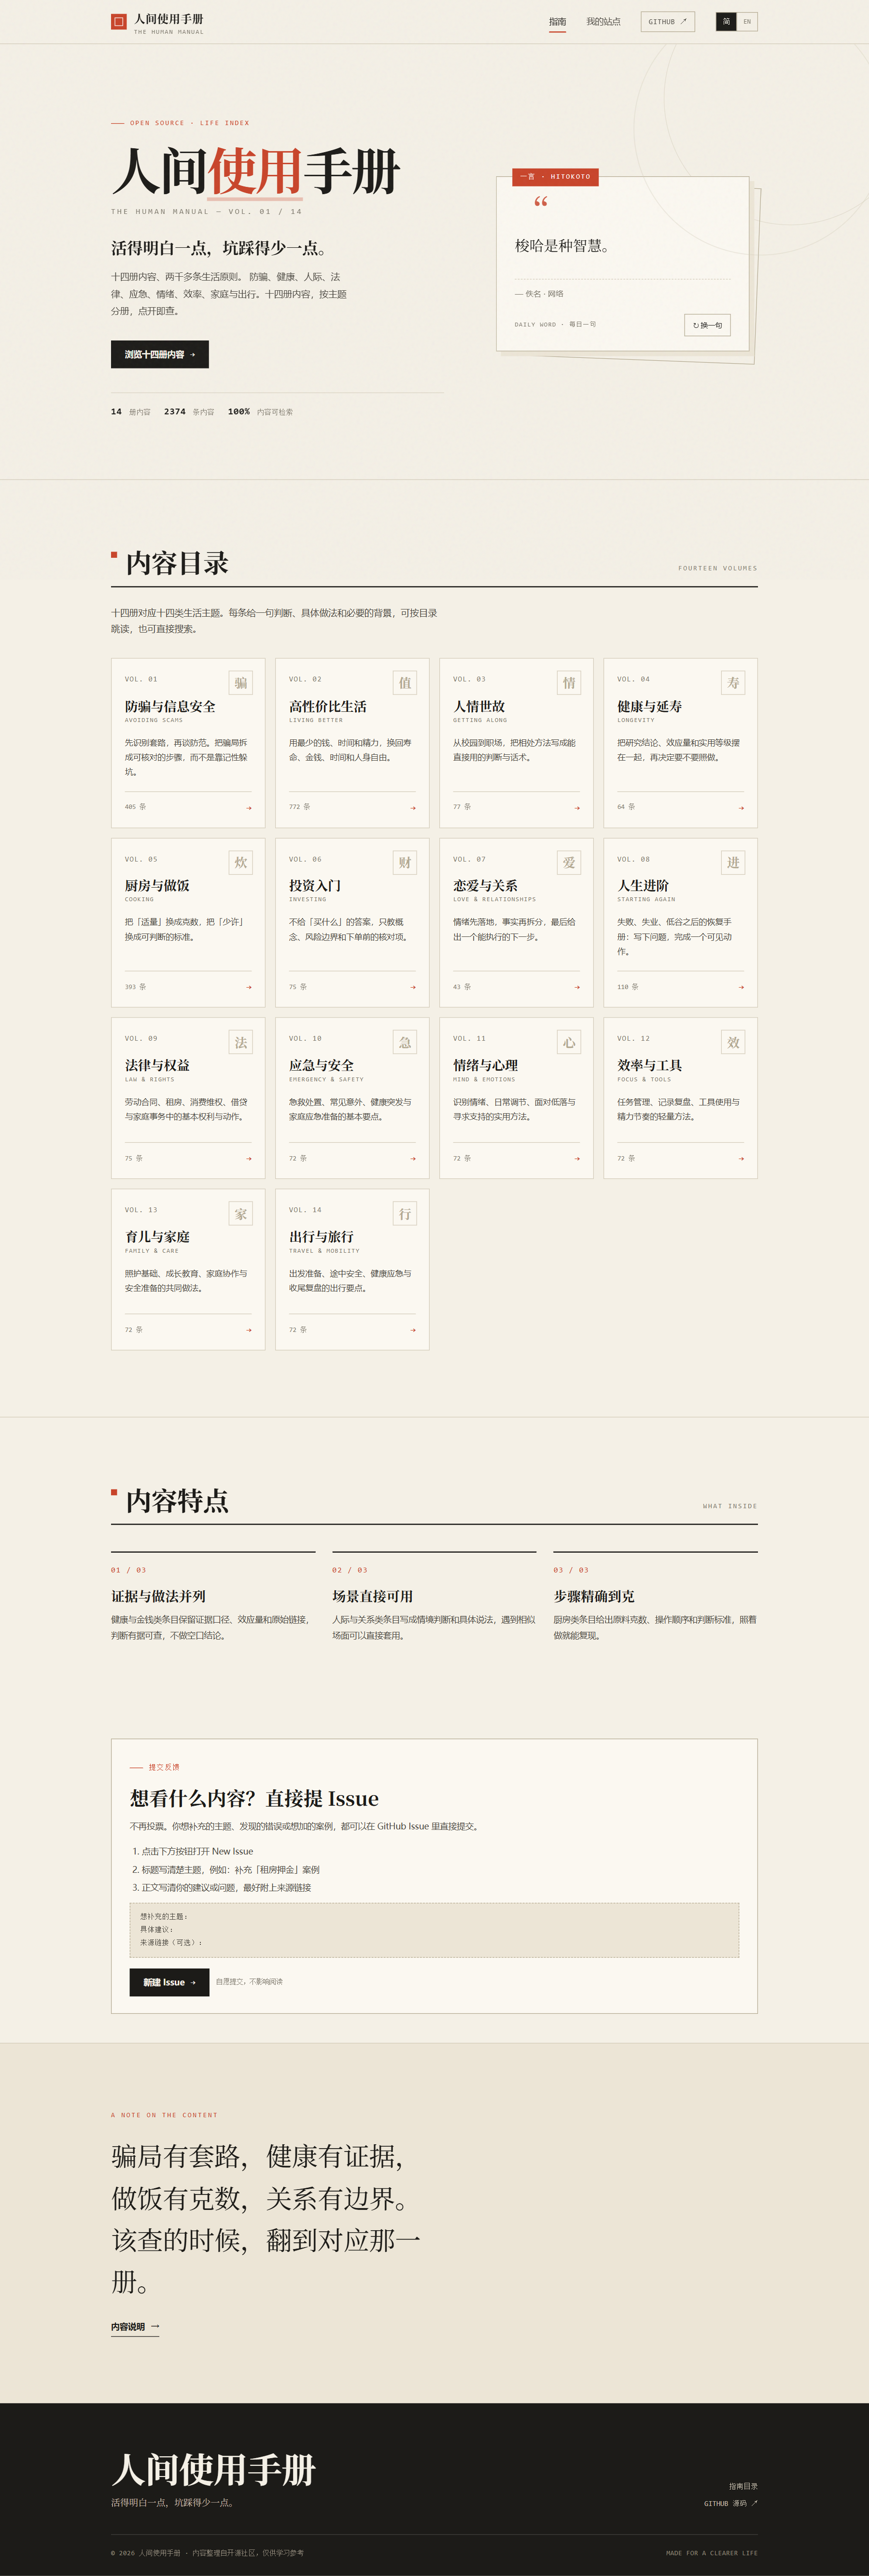 人间使用手册
THE HUMAN MANUAL
指南
我的站点
GITHUB ↗
简
EN
OPEN SOURCE · LIFE INDEX
人间使用手册
THE HUMAN MANUAL — VOL. 01 / 14
活得明白一点，坑踩得少一点。
十四册内容、两千多条生活原则。 防骗、健康、人际、法
律、应急、情绪、效率、家庭与出行。十四册内容，按主题
分册，点开即查。
浏览十四册内容 →
14 册内容 2374 条内容 100% 内容可检索
一言 · HITOKOTO
“
梭哈是种智慧。
— 佚名 · 网络
DAILY WORD · 每日一句
↻ 换一句
内容目录
FOURTEEN VOLUMES
十四册对应十四类生活主题。每条给一句判断、具体做法和必要的背景，可按目录
跳读，也可直接搜索。
VOL. 01
骗
防骗与信息安全
AVOIDING SCAMS
先识别套路，再谈防范。把骗局拆
成可核对的步骤，而不是靠记性躲
坑。
405 条 →
VOL. 02
值
高性价比生活
LIVING BETTER
用最少的钱、时间和精力，换回寿
命、金钱、时间和人身自由。
772 条 →
VOL. 03
情
人情世故
GETTING ALONG
从校园到职场，把相处方法写成能
直接用的判断与话术。
77 条 →
VOL. 04
寿
健康与延寿
LONGEVITY
把研究结论、效应量和实用等级摆
在一起，再决定要不要照做。
64 条 →
VOL. 05
炊
厨房与做饭
COOKING
把「适量」换成克数，把「少许」
换成可判断的标准。
393 条 →
VOL. 06
财
投资入门
INVESTING
不给「买什么」的答案，只教概
念、风险边界和下单前的核对项。
75 条 →
VOL. 07
爱
恋爱与关系
LOVE & RELATIONSHIPS
情绪先落地，事实再拆分，最后给
出一个能执行的下一步。
43 条 →
VOL. 08
进
人生进阶
STARTING AGAIN
失败、失业、低谷之后的恢复手
册：写下问题，完成一个可见动
作。
110 条 →
VOL. 09
法
法律与权益
LAW & RIGHTS
劳动合同、租房、消费维权、借贷
与家庭事务中的基本权利与动作。
75 条 →
VOL. 10
急
应急与安全
EMERGENCY & SAFETY
急救处置、常见意外、健康突发与
家庭应急准备的基本要点。
72 条 →
VOL. 11
心
情绪与心理
MIND & EMOTIONS
识别情绪、日常调节、面对低落与
寻求支持的实用方法。
72 条 →
VOL. 12
效
效率与工具
FOCUS & TOOLS
任务管理、记录复盘、工具使用与
精力节奏的轻量方法。
72 条 →
VOL. 13
家
育儿与家庭
FAMILY & CARE
照护基础、成长教育、家庭协作与
安全准备的共同做法。
72 条 →
VOL. 14
行
出行与旅行
TRAVEL & MOBILITY
出发准备、途中安全、健康应急与
收尾复盘的出行要点。
72 条 →
内容特点
WHAT INSIDE
01 / 03
证据与做法并列
健康与金钱类条目保留证据口径、效应量和原始链接，
判断有据可查，不做空口结论。
02 / 03
场景直接可用
人际与关系类条目写成情境判断和具体说法，遇到相似
场面可以直接套用。
03 / 03
步骤精确到克
厨房类条目给出原料克数、操作顺序和判断标准，照着
做就能复现。
提交反馈
想看什么内容？直接提 Issue
不再投票。你想补充的主题、发现的错误或想加的案例，都可以在 GitHub Issue 里直接提交。
1. 点击下方按钮打开 New Issue
2. 标题写清楚主题，例如：补充「租房押金」案例
3. 正文写清你的建议或问题，最好附上来源链接
想补充的主题：
具体建议：
来源链接（可选）：
新建 Issue →
自愿提交，不影响阅读
A NOTE ON THE CONTENT
骗局有套路，健康有证据，
做饭有克数，关系有边界。
该查的时候，翻到对应那一
册。
内容说明 →
人间使用手册
活得明白一点，坑踩得少一点。
指南目录
GITHUB 源码 ↗
© 2026 人间使用手册 · 内容整理自开源社区，仅供学习参考
MADE FOR A CLEARER LIFE